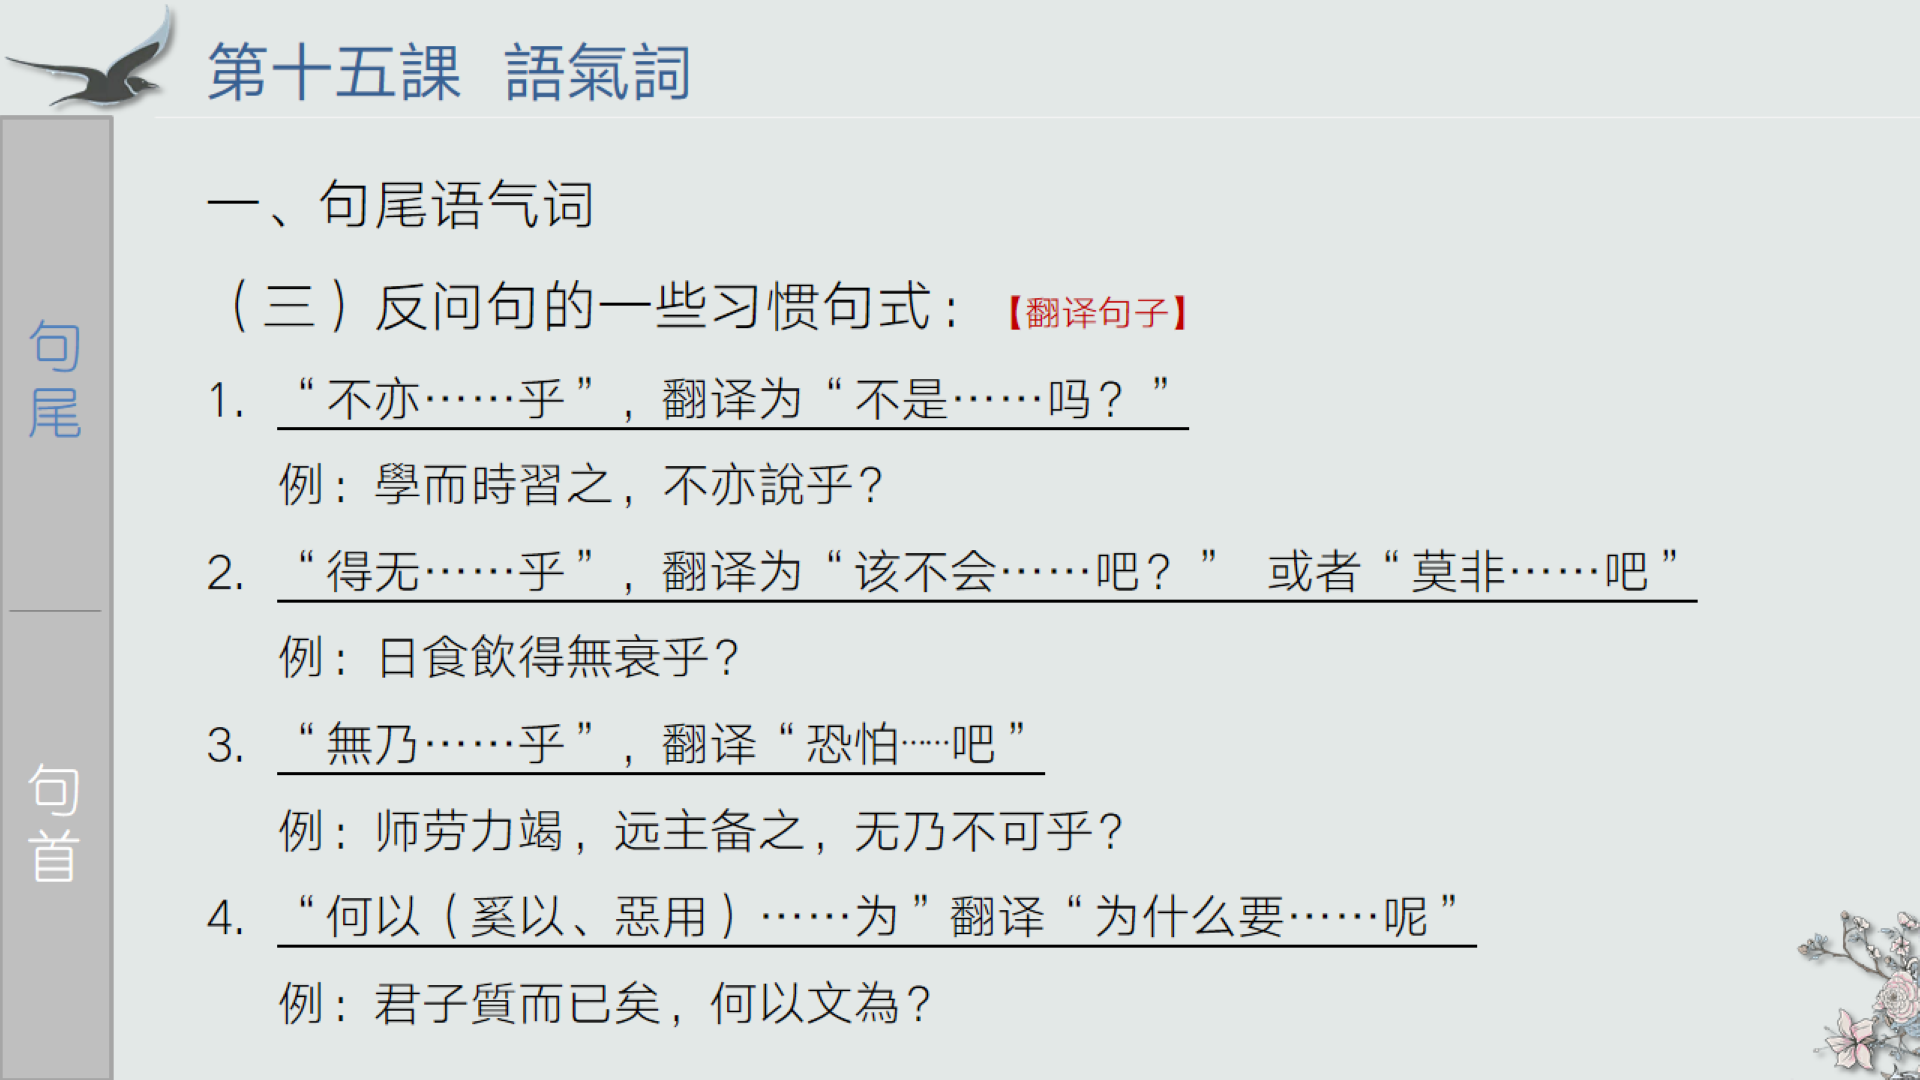 第十五課 語氣詞
句尾
句首
一、句尾语气词
（三）反问句的一些习惯句式：【翻译句子】
1. “不亦……乎”，翻译为“不是……吗？”
例：學而時習之，不亦說乎？
2. “得无……乎”，翻译为“该不会……吧？” 或者“莫非……吧”
例：日食飲得無衰乎？
3. “無乃……乎”，翻译“恐怕……吧”
例：师劳力竭，远主备之，无乃不可乎？
4. “何以（奚以、惡用）……为”翻译“为什么要……呢”
例：君子質而已矣，何以文為？